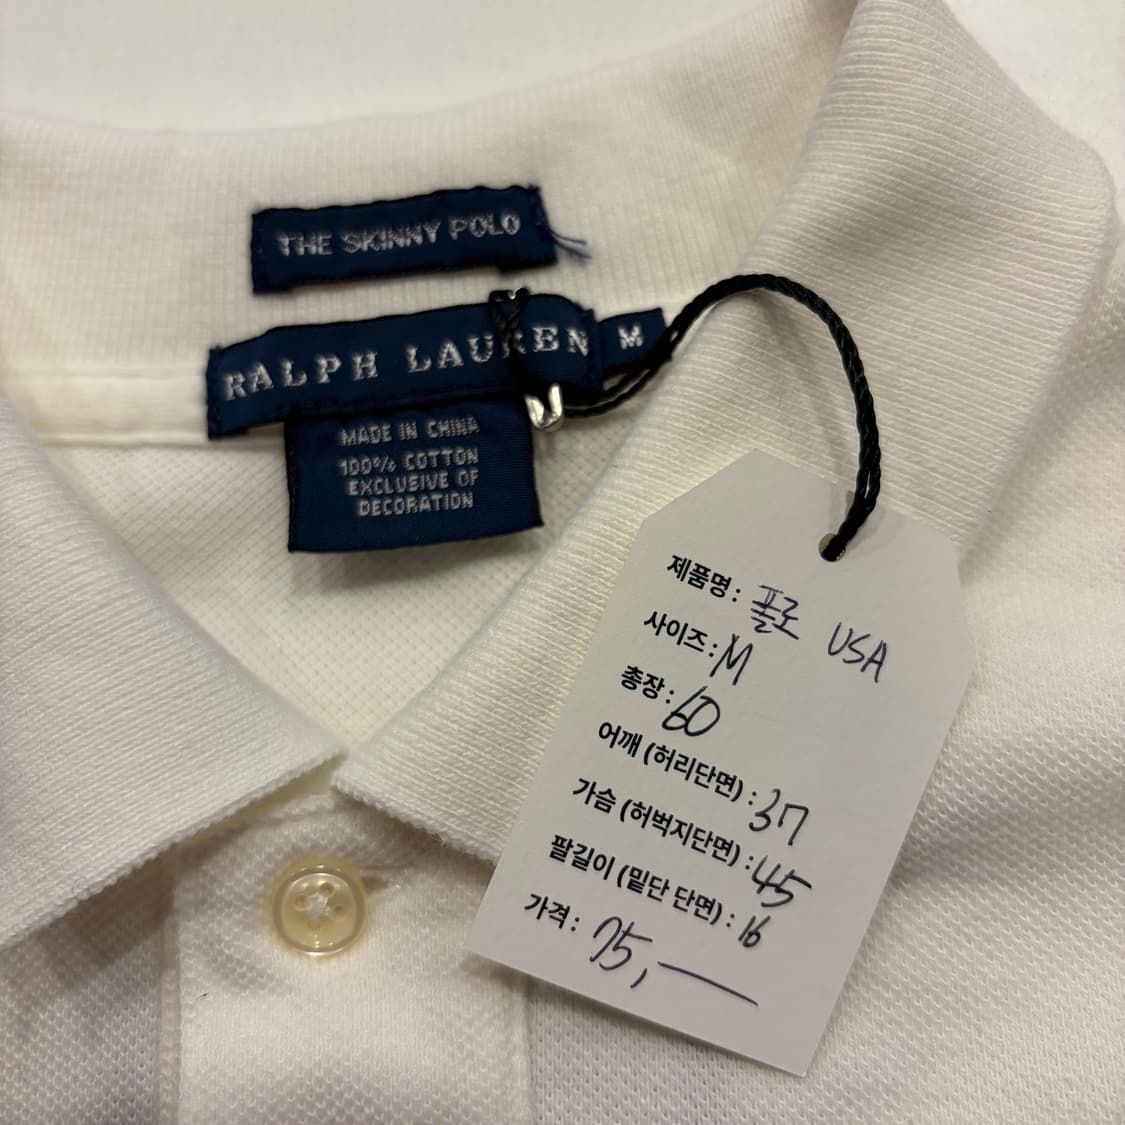 THE SKINNY POLO
RALPH LAUREN M
MADE IN CHINA
100% COTTON
EXCLUSIVE OF
DECORATION
제품명: 폴로 USA
사이즈: M
총장: 60
어깨 (허리단면) : 37
가슴 (허벅지단면) : 45
팔길이 (밑단 단면) : 16
가격: 75,—